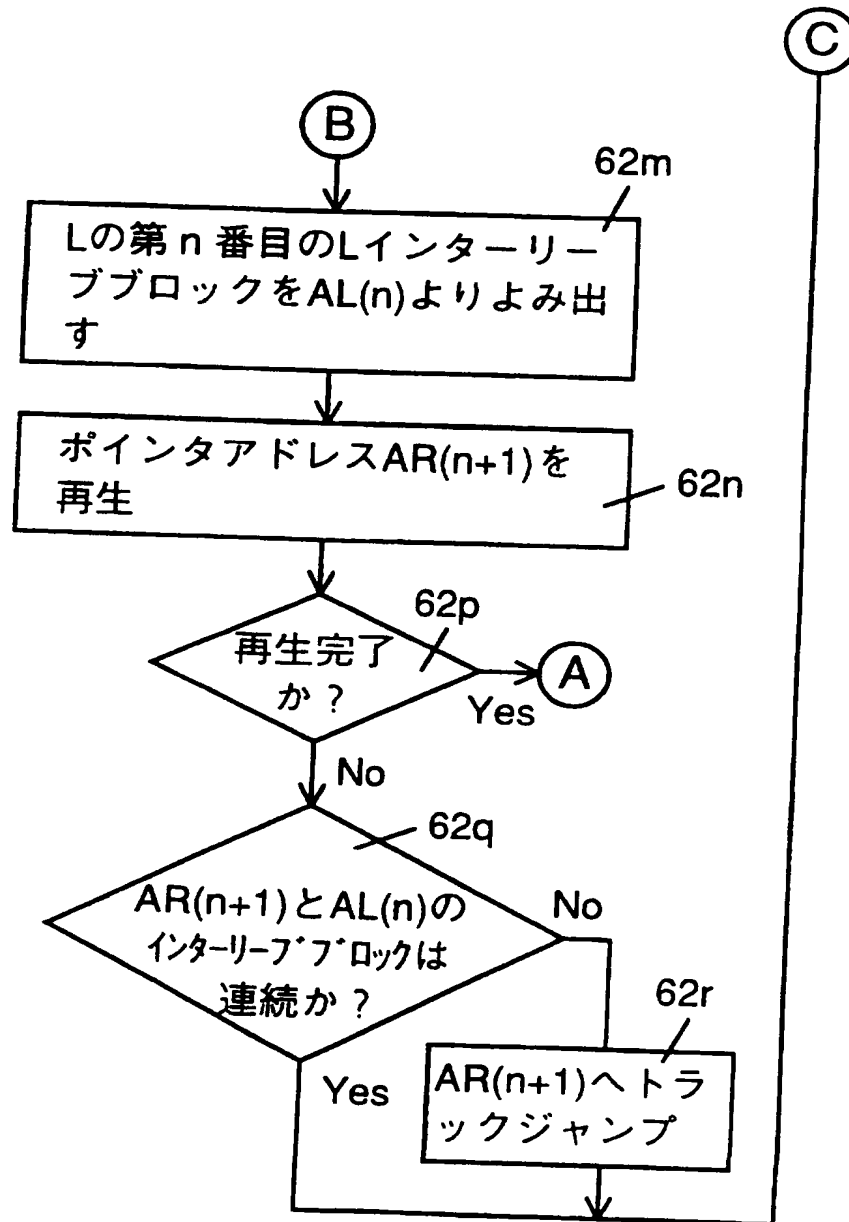 C
B
62m
Lの第n番目のLインターリー
ブブロックをAL(n)よりよみ出
す
ポインタアドレスAR(n+1)を
再生
62n
62p
再生完了
か?
A
Yes
No
62q
AR(n+1)とAL(n)の
インターリーブブロックは
連続か?
No
62r
Yes
AR(n+1)へトラ
ックジャンプ